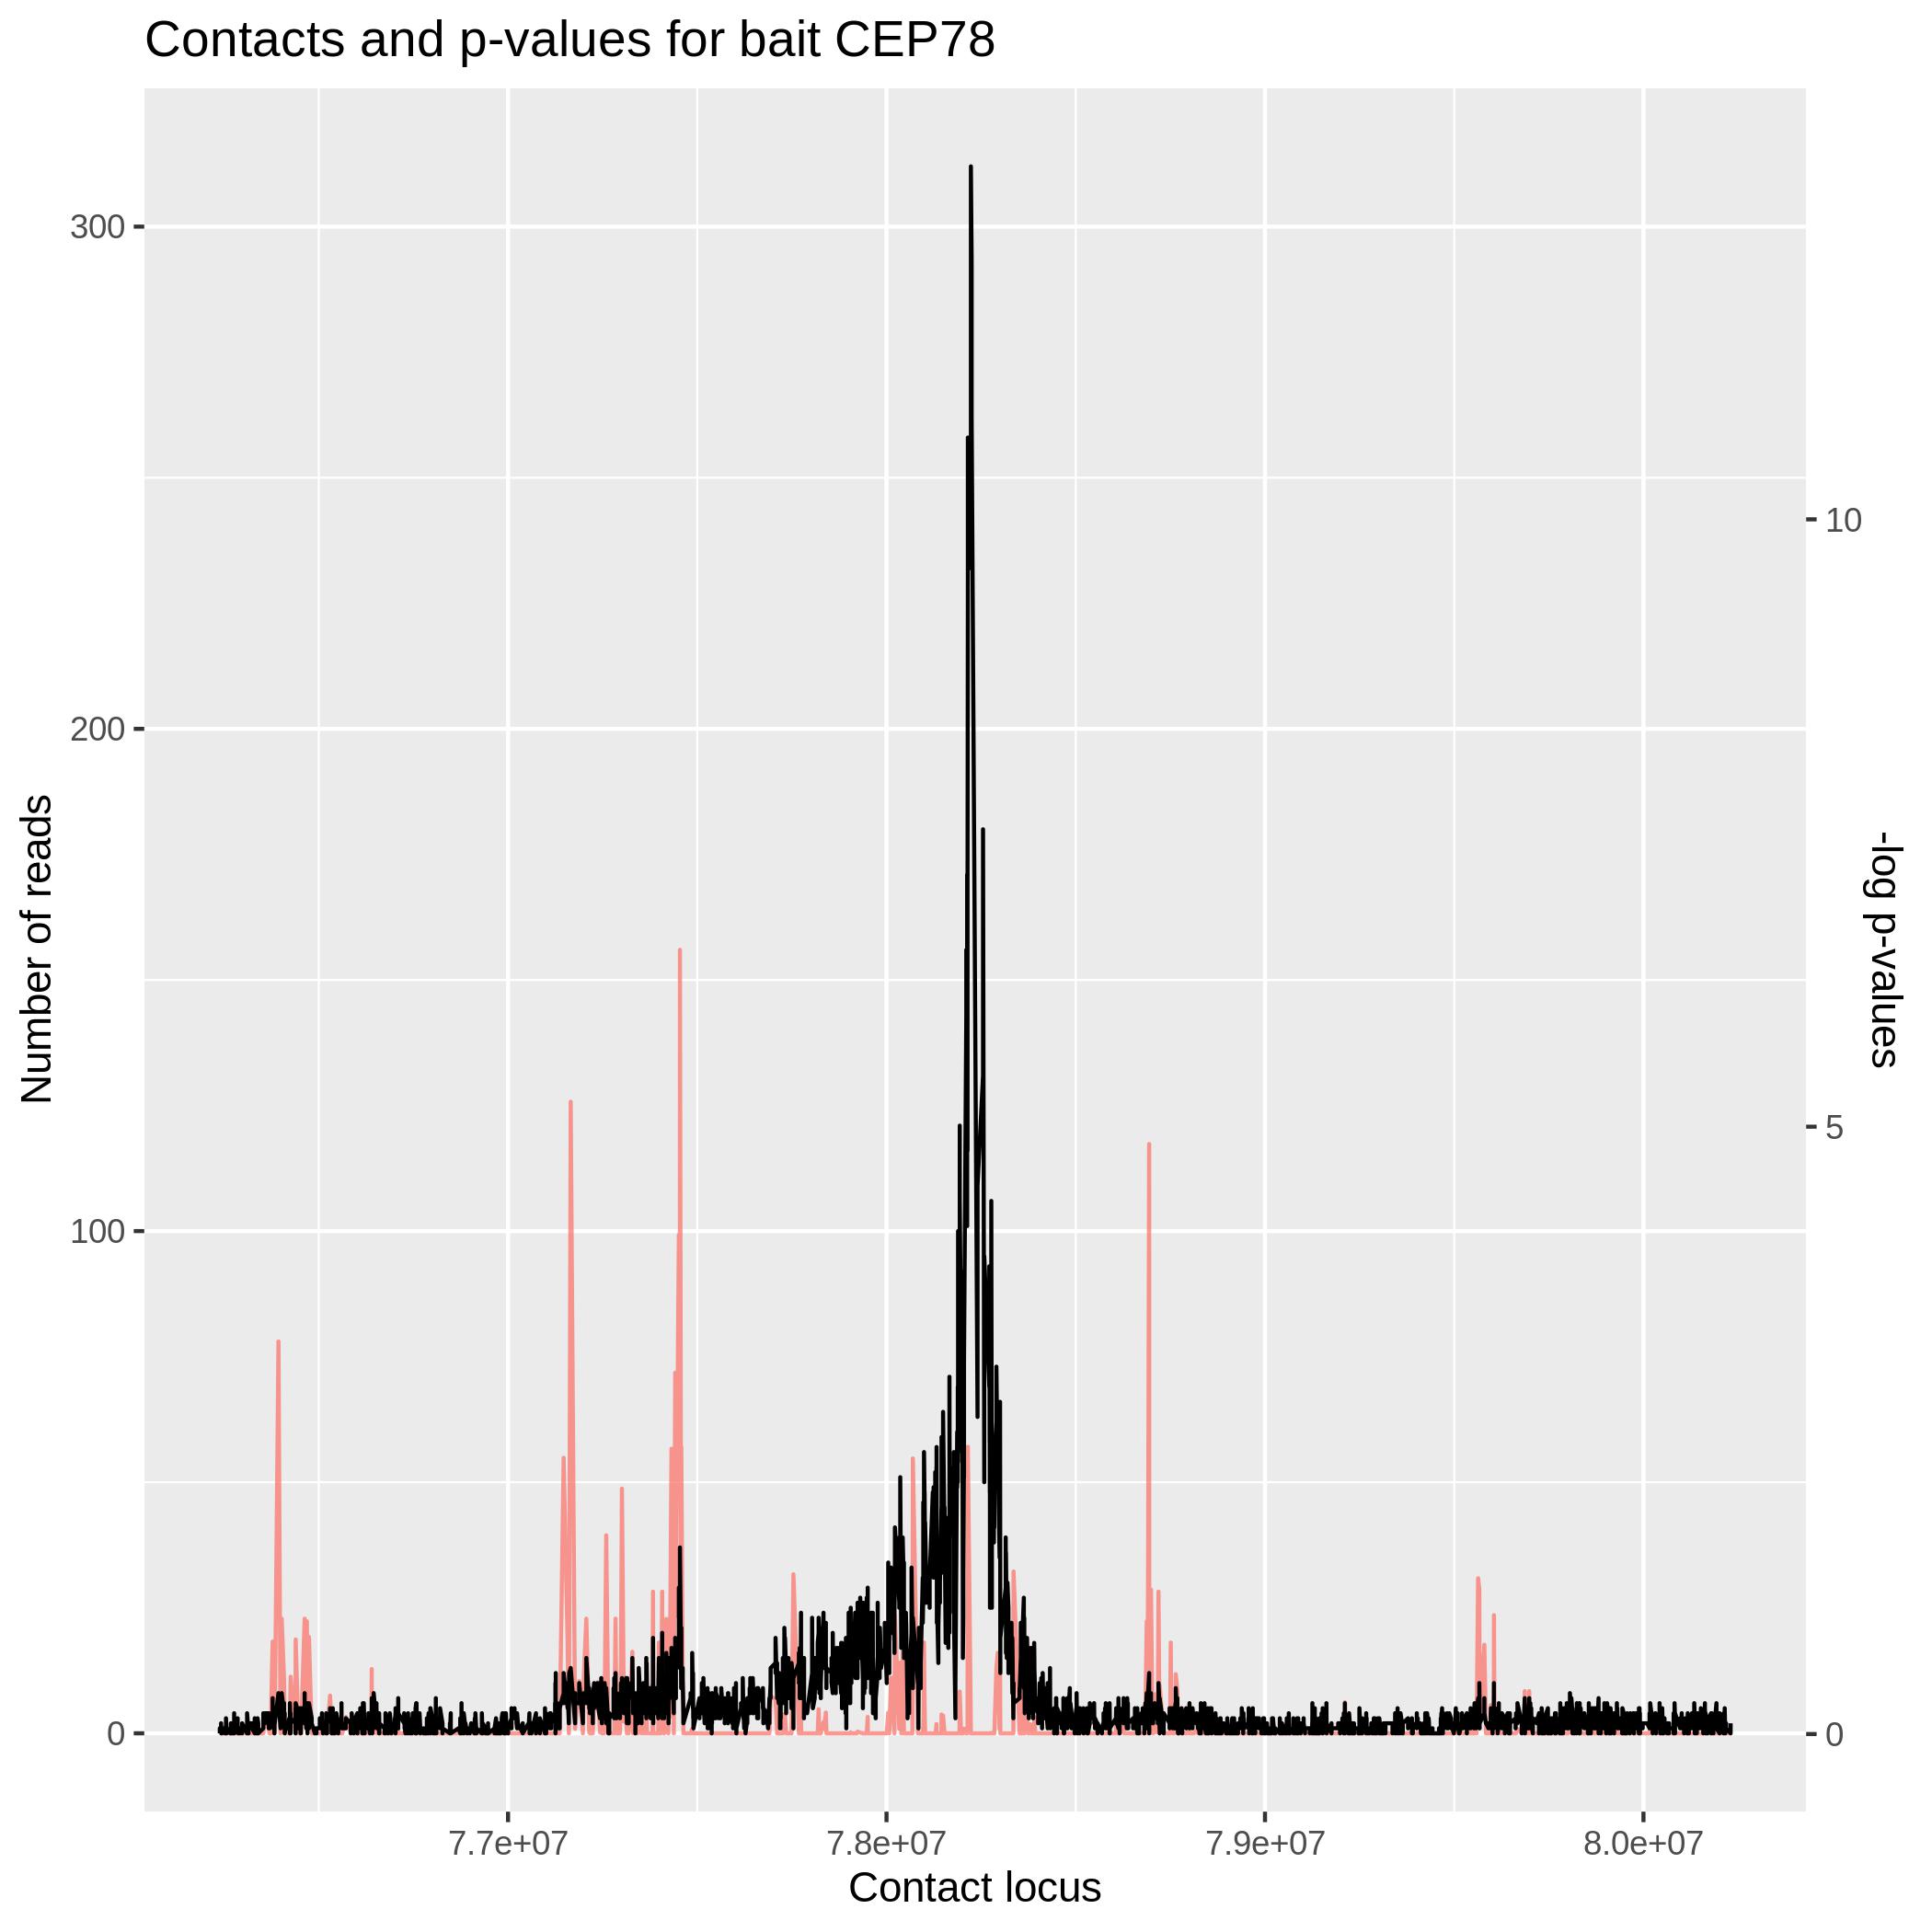 Contacts and p-values for bait CEP78
300
200
100
0
Number of reads
10
5
0
-log p-values
7.7e+07
7.8e+07
7.9e+07
8.0e+07
Contact locus